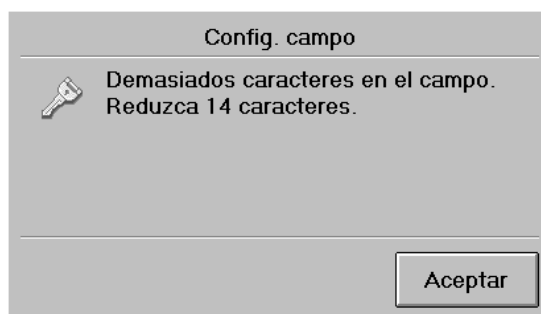 Config. campo
Demasiados caracteres en el campo.
Reduzca 14 caracteres.
Aceptar